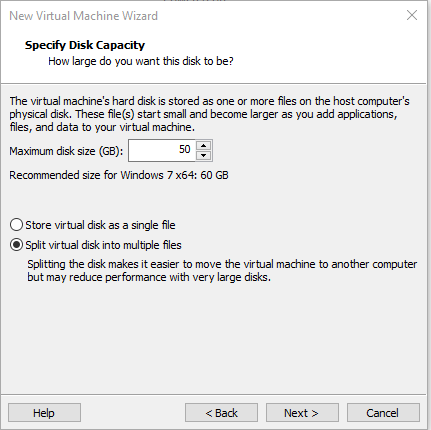 New Virtual Machine Wizard
Specify Disk Capacity
How large do you want this disk to be?
The virtual machine's hard disk is stored as one or more files on the host computer's
physical disk. These file(s) start small and become larger as you add applications,
files, and data to your virtual machine.
Maximum disk size (GB): 50
Recommended size for Windows 7 x64: 60 GB
Store virtual disk as a single file
Split virtual disk into multiple files
Splitting the disk makes it easier to move the virtual machine to another computer
but may reduce performance with very large disks.
Help < Back Next > Cancel